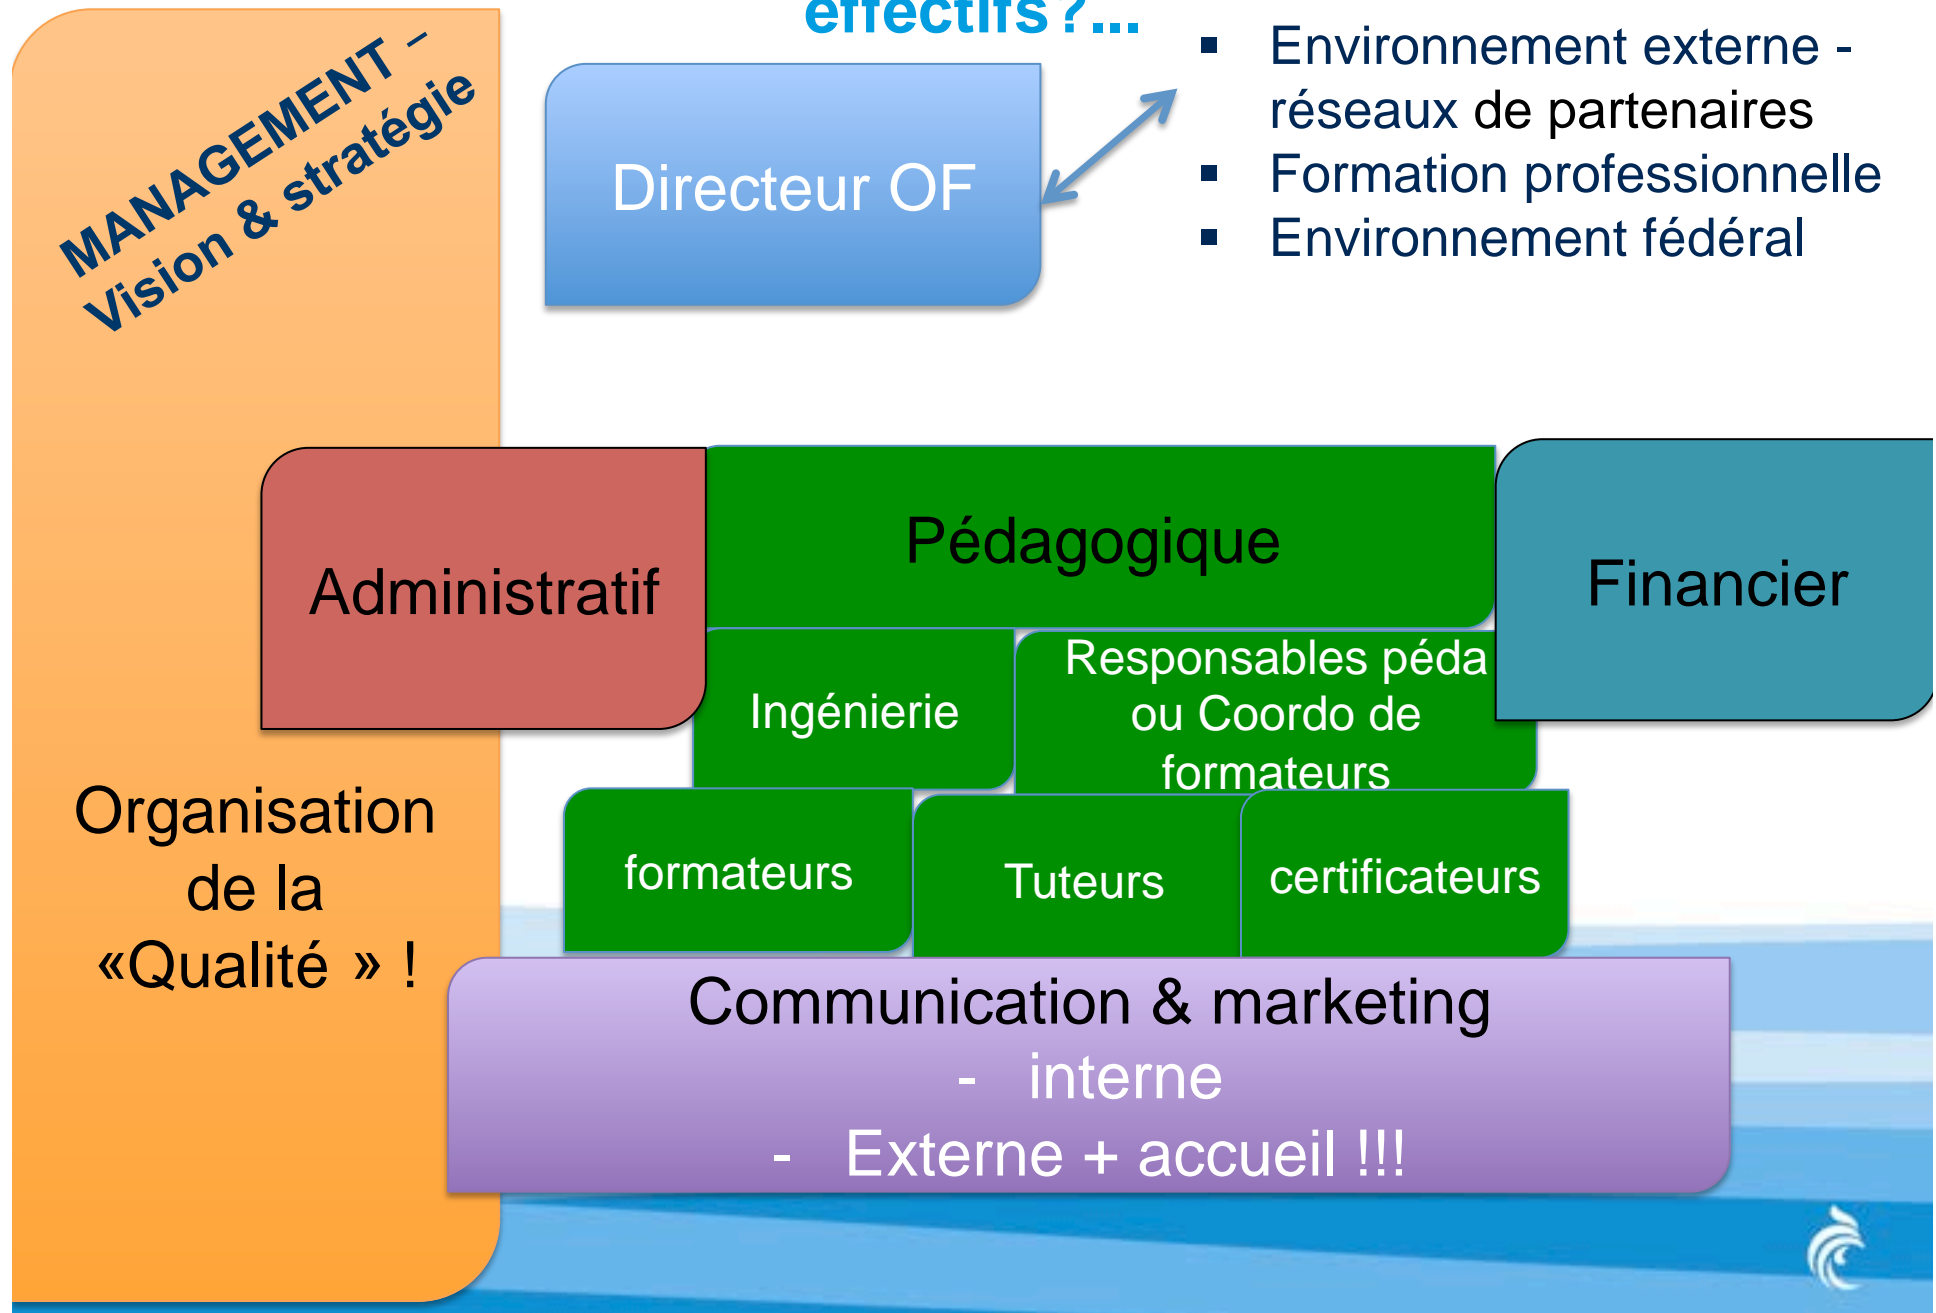 effectifs?...
MANAGEMENT –
Vision & stratégie
Directeur OF
▪ Environnement externe -
réseaux de partenaires
▪ Formation professionnelle
▪ Environnement fédéral
Administratif
Pédagogique
Financier
Ingénierie
Responsables péda
ou Coordo de
formateurs
Organisation
de la
«Qualité » !
formateurs
Tuteurs
certificateurs
Communication & marketing
- interne
- Externe + accueil !!!